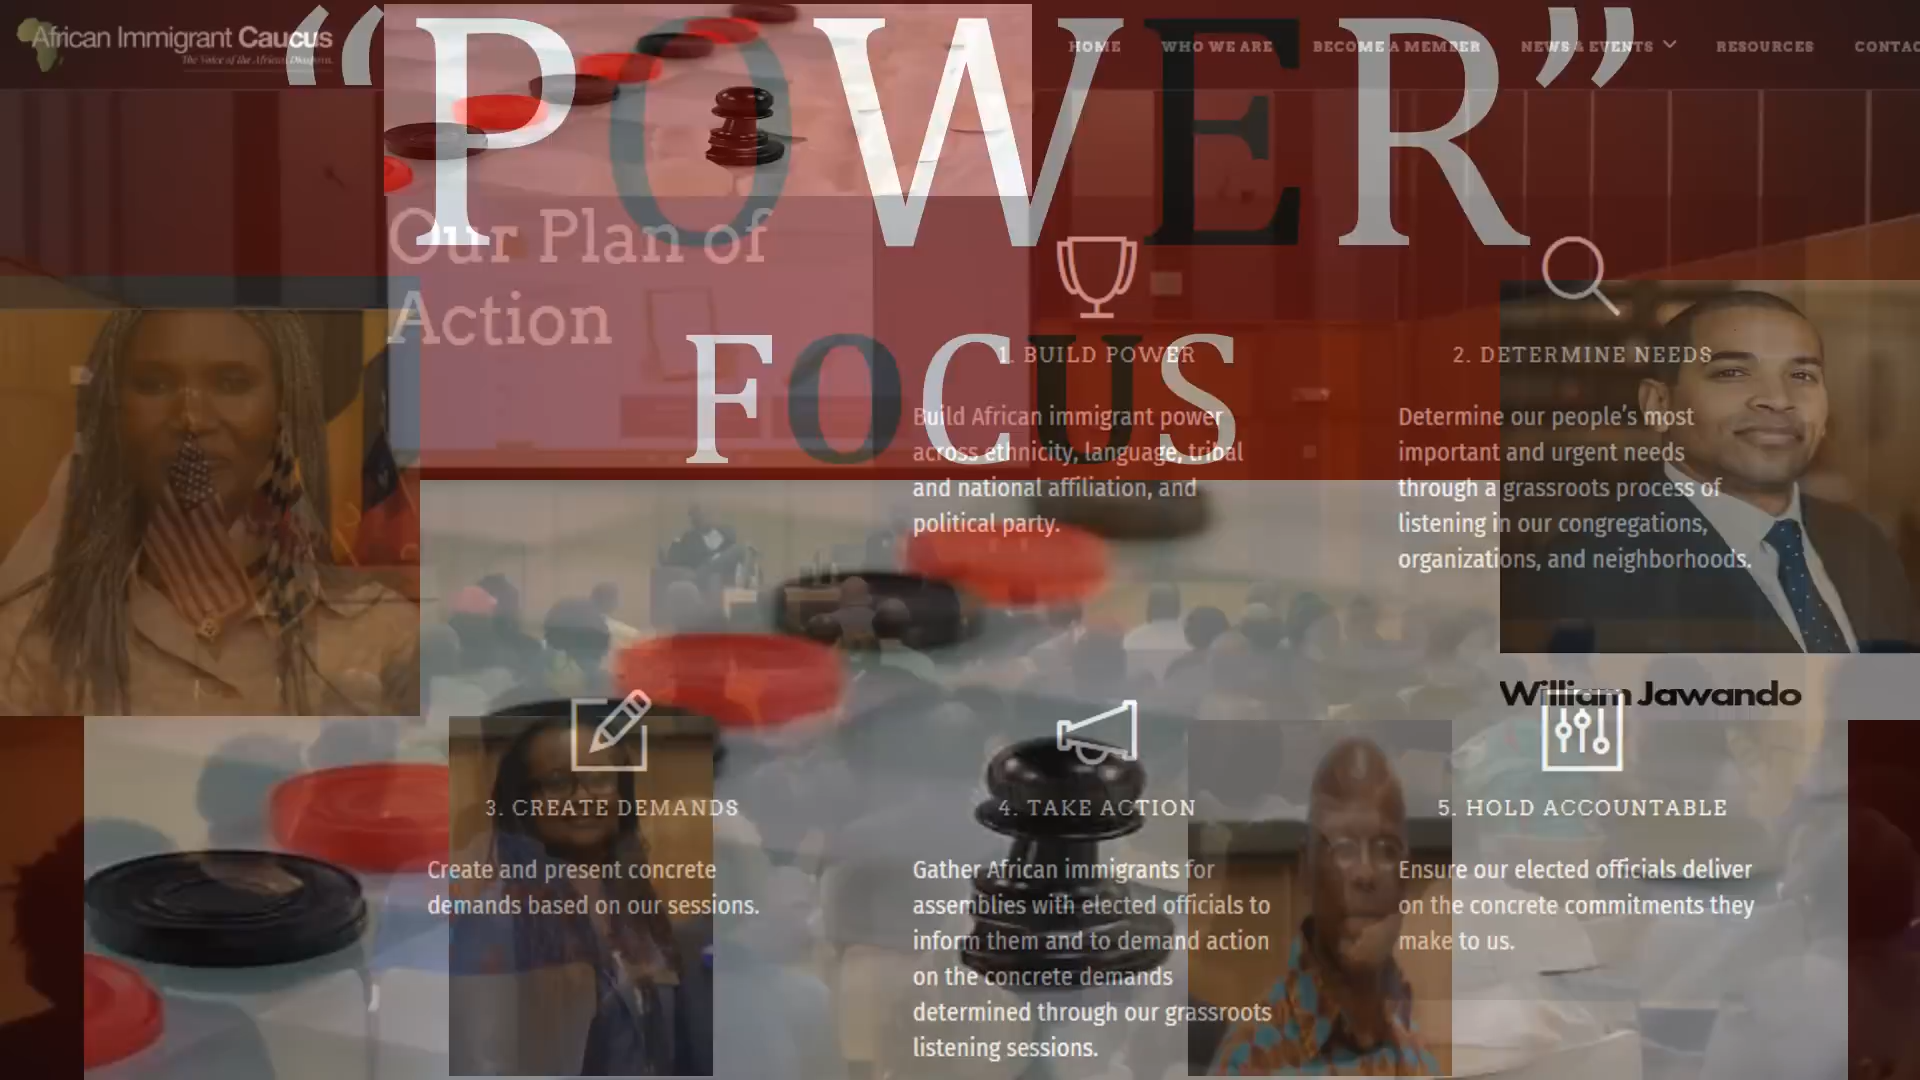 African Immigrant Caucus
The Voice of the African Diaspora.
HOME
WHO WE ARE
BECOME A MEMBER
NEWS & EVENTS
RESOURCES
CONTAC
“POWER”
FOCUS
Our Plan of
Action
1. BUILD POWER
Build African immigrant power
across ethnicity, language, tribal
and national affiliation, and
political party.
2. DETERMINE NEEDS
Determine our people’s most
important and urgent needs
through a grassroots process of
listening in our congregations,
organizations, and neighborhoods.
William Jawando
3. CREATE DEMANDS
Create and present concrete
demands based on our sessions.
4. TAKE ACTION
Gather African immigrants for
assemblies with elected officials to
inform them and to demand action
on the concrete demands
determined through our grassroots
listening sessions.
5. HOLD ACCOUNTABLE
Ensure our elected officials deliver
on the concrete commitments they
make to us.